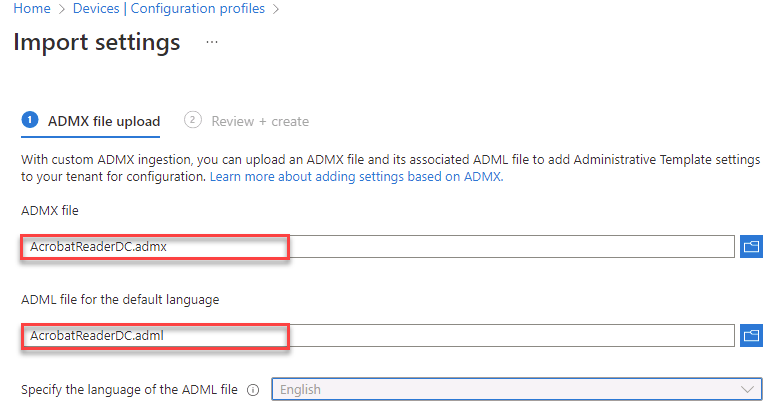 Home > Devices | Configuration profiles >
Import settings ...
1 ADMX file upload 2 Review + create
With custom ADMX ingestion, you can upload an ADMX file and its associated ADML file to add Administrative Template settings
to your tenant for configuration. Learn more about adding settings based on ADMX.
ADMX file
AcrobatReaderDC.admx
ADML file for the default language
AcrobatReaderDC.adml
Specify the language of the ADML file English